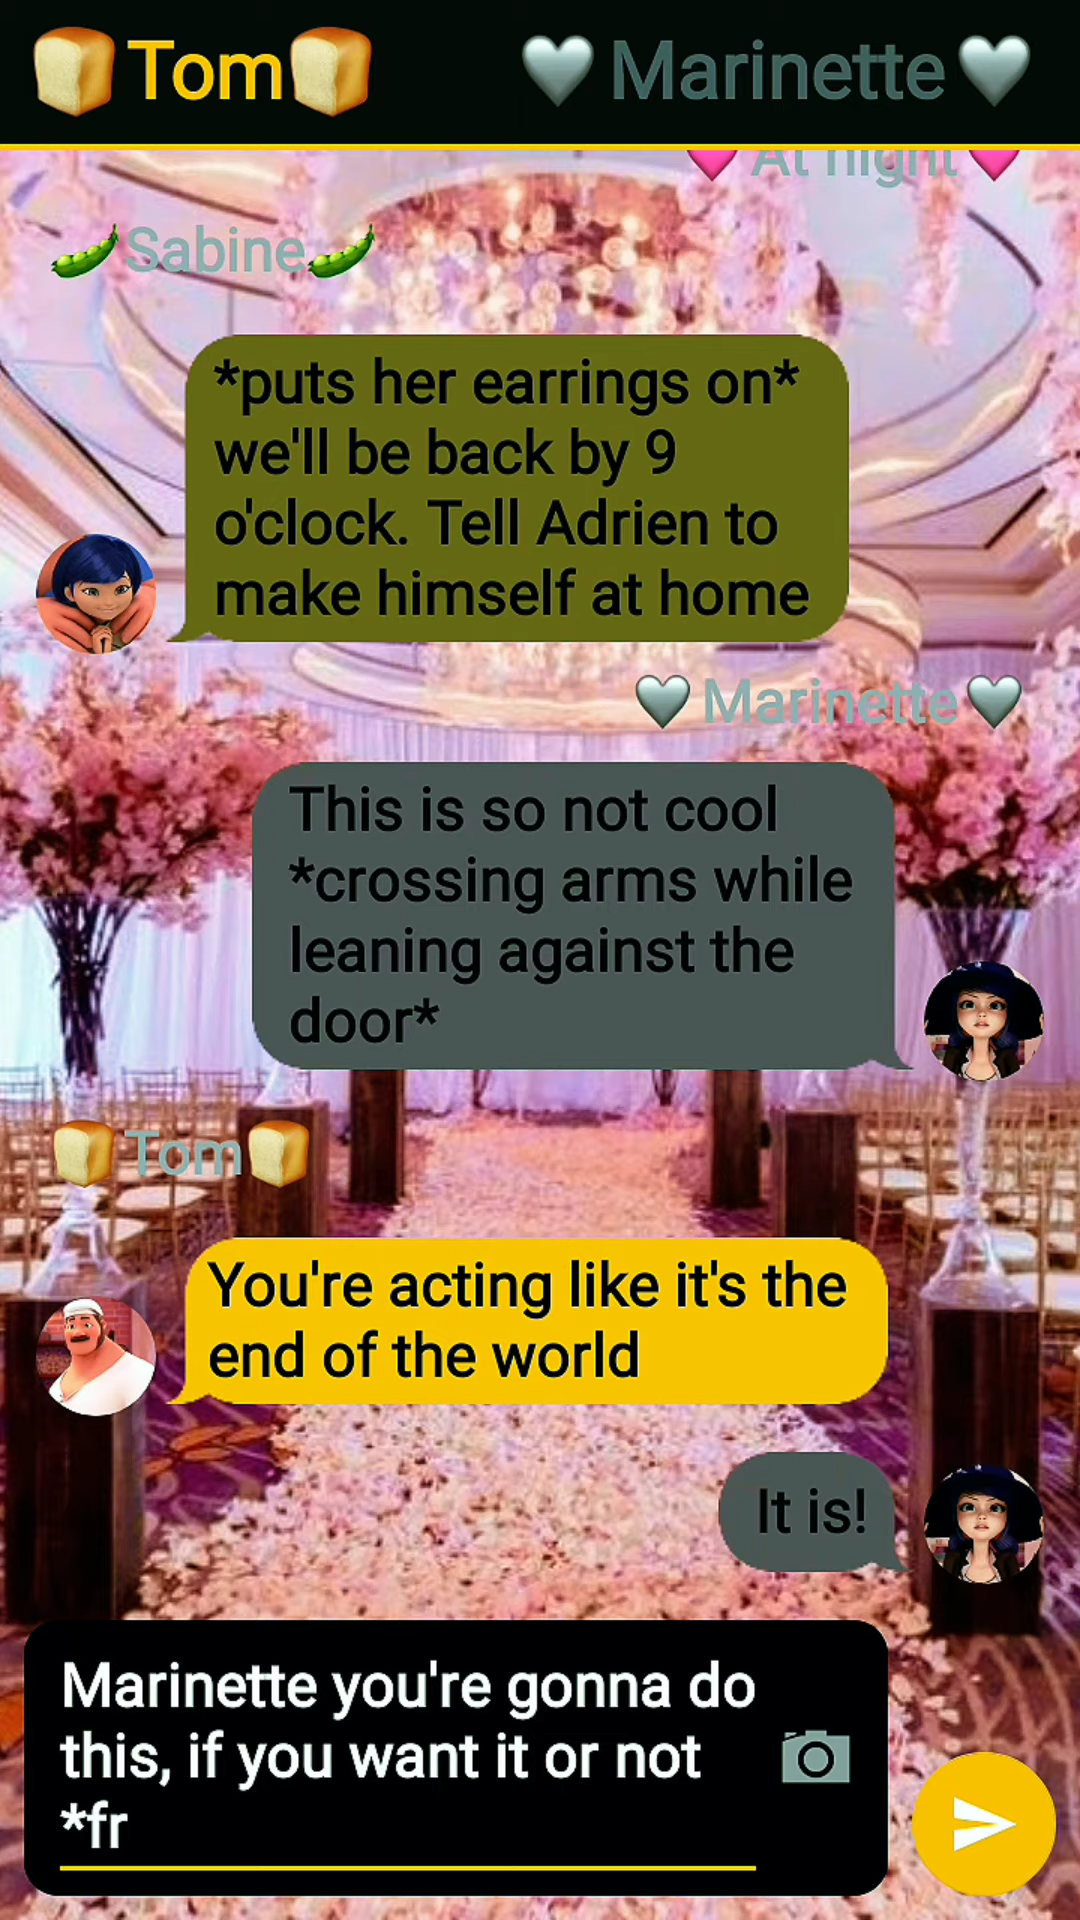 Tom
Marinette
At night
Sabine
*puts her earrings on*
we'll be back by 9
o'clock. Tell Adrien to
make himself at home
Marinette
This is so not cool
*crossing arms while
leaning against the
door*
Tom
You're acting like it's the
end of the world
It is!
Marinette you're gonna do
this, if you want it or not
*fr